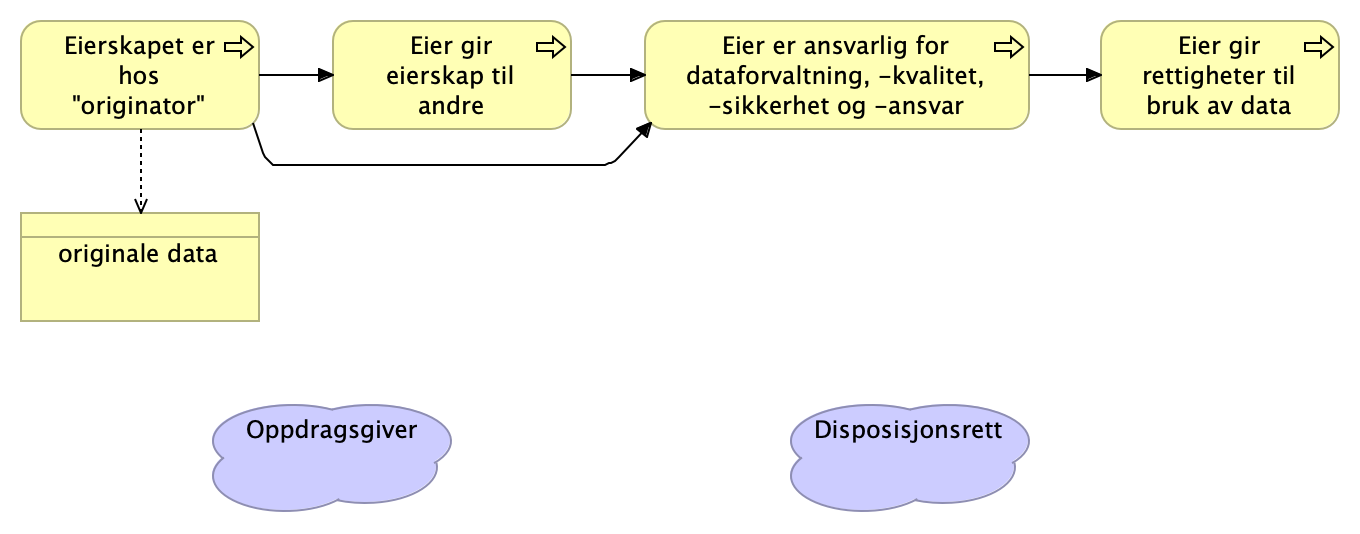 Eierskapet er
hos
"originator"
Eier gir
eierskap til
andre
Eier er ansvarlig for
dataforvaltning, -kvalitet,
-sikkerhet og -ansvar
Eier gir
rettigheter til
bruk av data
originale data
Oppdragsgiver
Disposisjonsrett